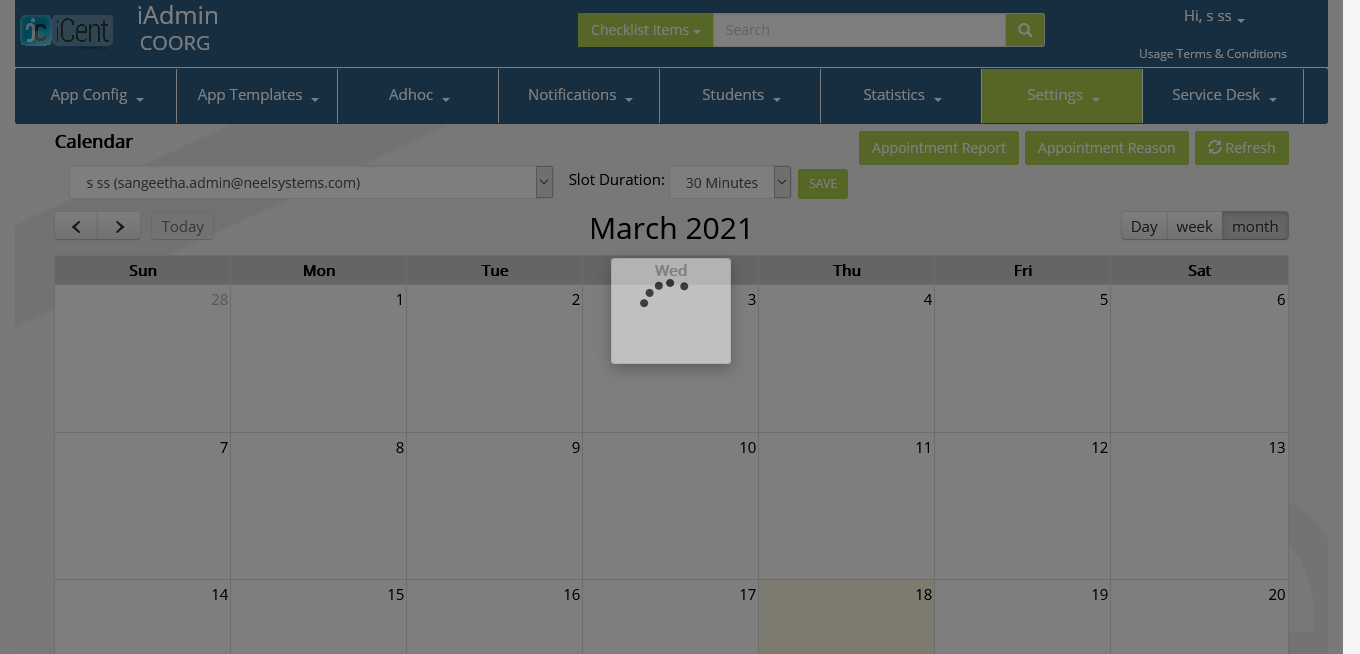 iCent
iAdmin
COORG
Checklist Items
Search
Hi, s ss
Usage Terms & Conditions
App Config
App Templates
Adhoc
Notifications
Students
Statistics
Settings
Service Desk
Calendar
Appointment Report
Appointment Reason
Refresh
s ss (sangeetha.admin@neelsystems.com)
Slot Duration:
30 Minutes
SAVE
Today
March 2021
Day
week
month
Sun Mon Tue Wed Thu Fri Sat
28 1 2 3 4 5 6
7 8 9 10 11 12 13
14 15 16 17 18 19 20